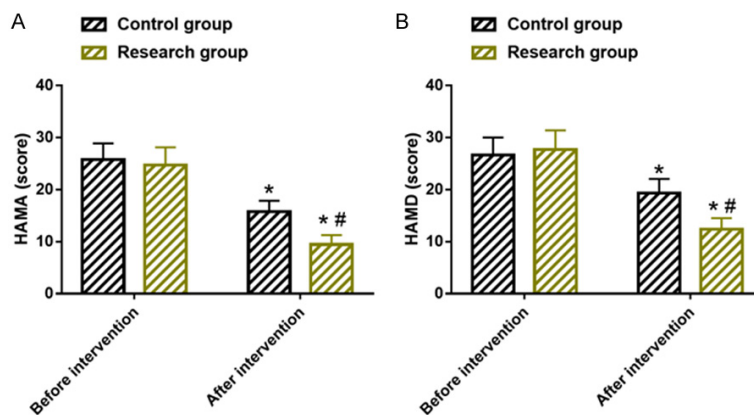 A
Control group
Research group
HAMA (score)
40
30
20
10
0
*
* #
Before intervention
After intervention
B
Control group
Research group
HAMD (score)
40
30
20
10
0
*
* #
Before intervention
After intervention